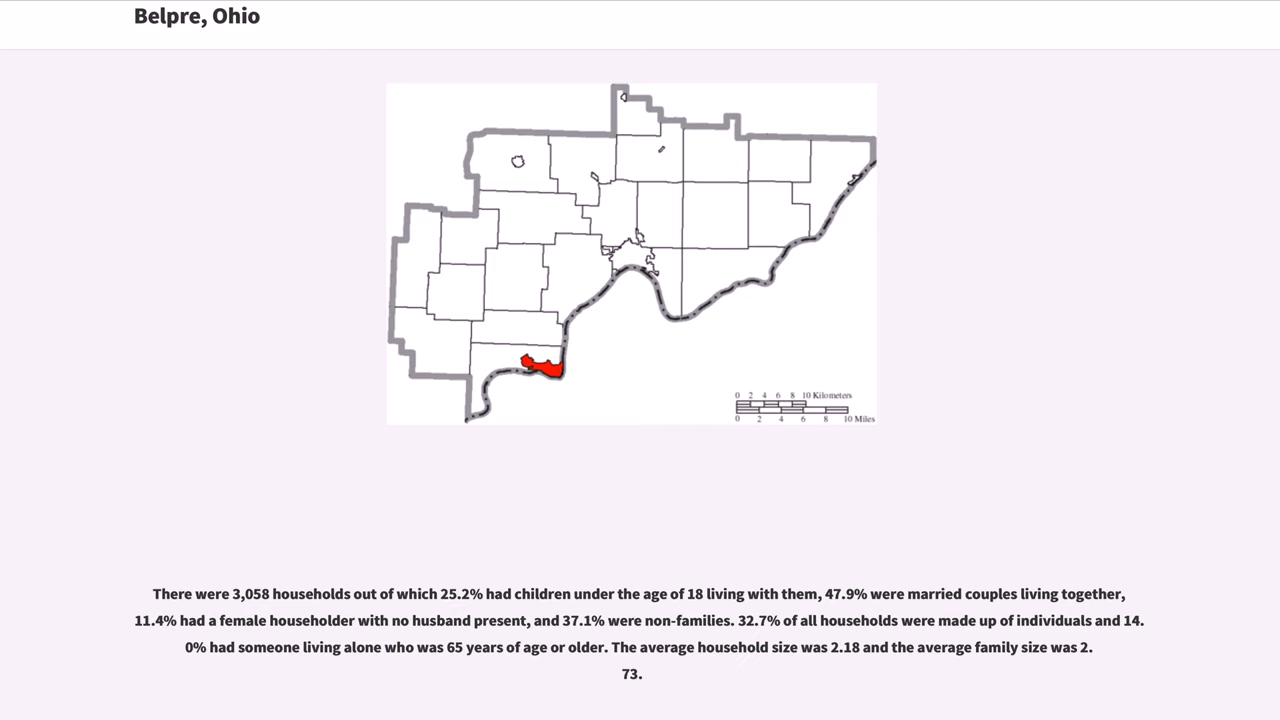 Belpre, Ohio
0 2 4 6 8 10 Kilometers
0 2 4 6 8 10 Miles
There were 3,058 households out of which 25.2% had children under the age of 18 living with them, 47.9% were married couples living together,
11.4% had a female householder with no husband present, and 37.1% were non-families. 32.7% of all households were made up of individuals and 14.
0% had someone living alone who was 65 years of age or older. The average household size was 2.18 and the average family size was 2.
73.